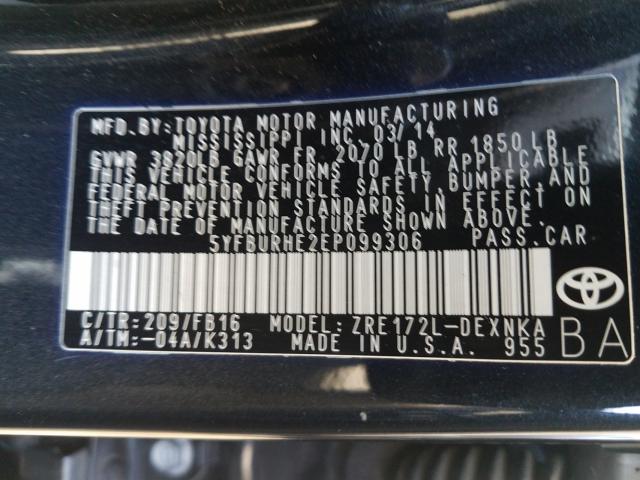 MFD.BY:TOYOTA MOTOR MANUFACTURING
MISSISSIPPI INC.03/14
GVWR 3820LB GAWR FR. 2070 LB RR 1850 LB
THIS VEHICLE CONFORMS TO ALL APPLICABLE
FEDERAL MOTOR VEHICLE SAFETY,BUMPER,AND
THEFT PREVENTION STANDARDS IN EFFECT ON
THE DATE OF MANUFACTURE SHOWN ABOVE.
5YFBURHE2EP099306 PASS.CAR
C/TR:209/FB16 MODEL: ZRE172L-DEXNKA
A/TM:-04A/K313 MADE IN U.S.A. 955 BA